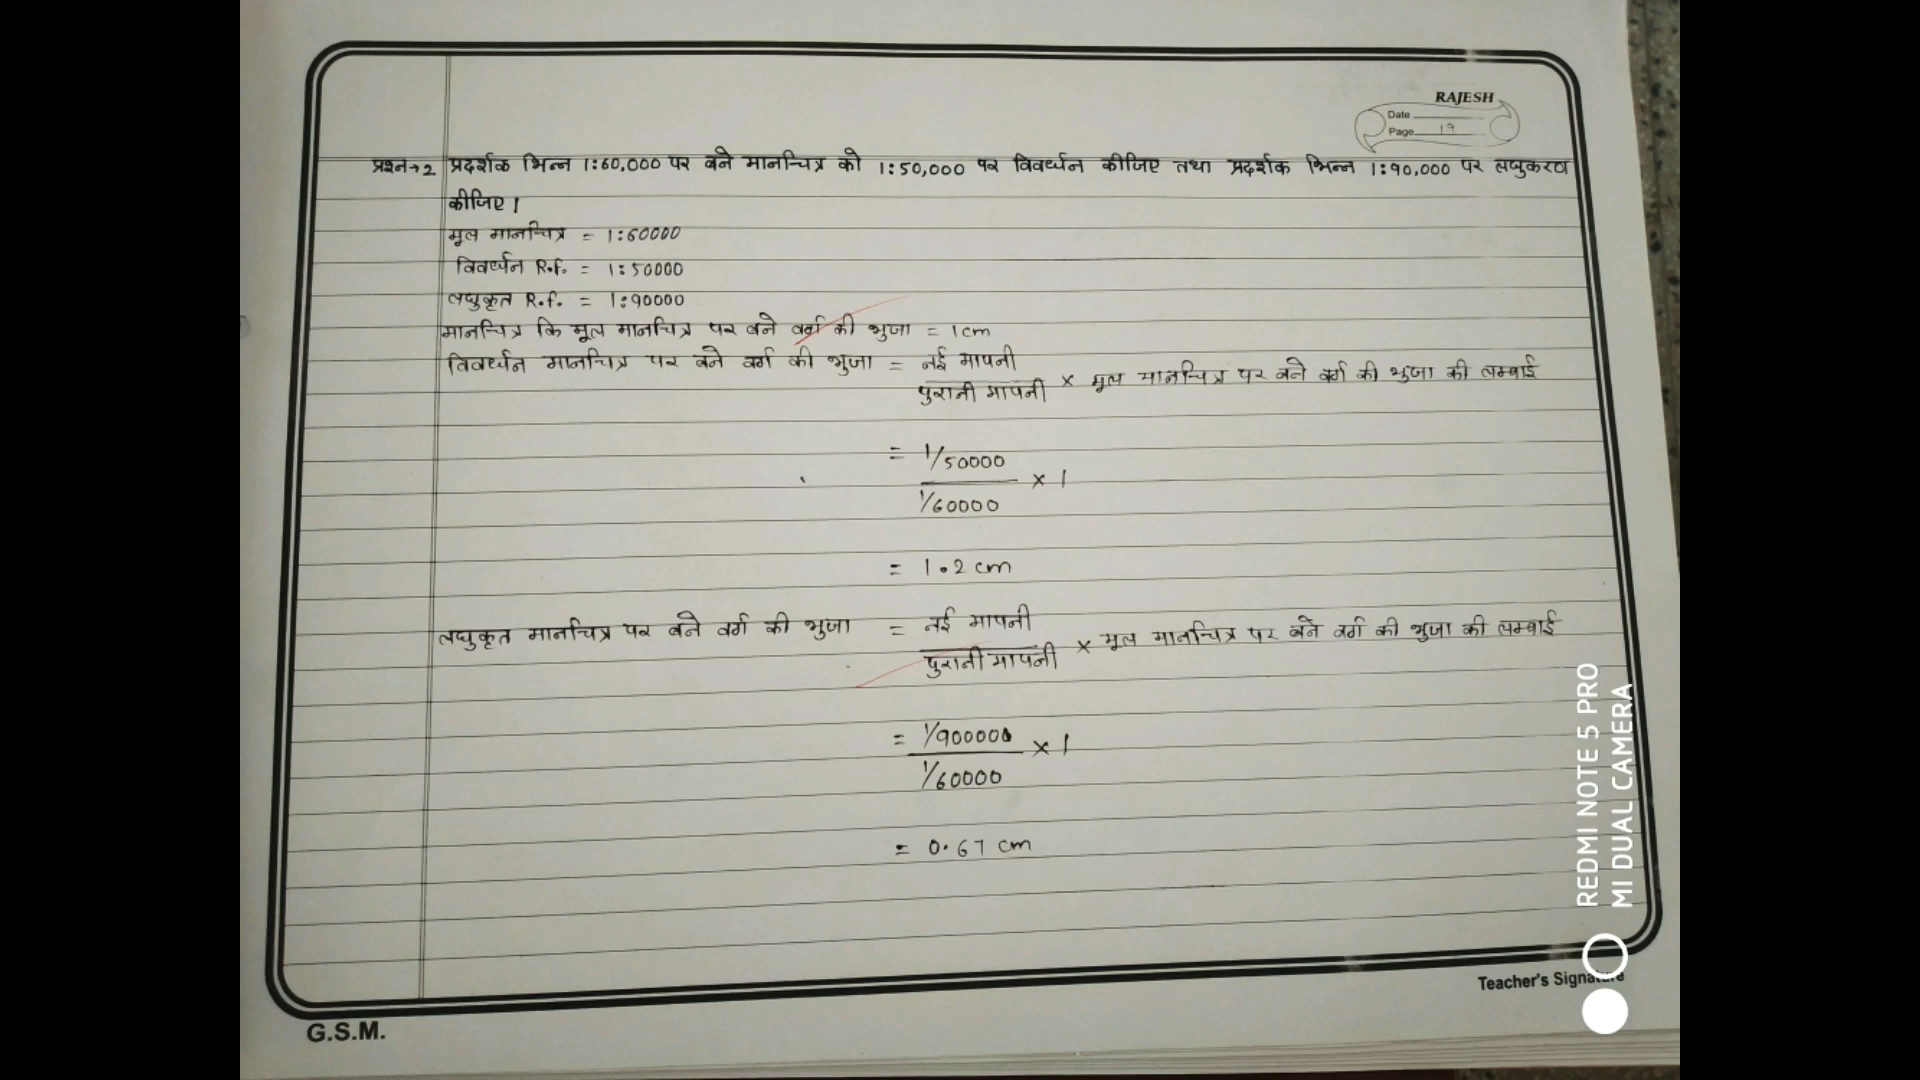 RAJESH
Date
Page 19
प्रश्न→2 प्रदर्शक भिन्न 1:60,000 पर बने मानचित्र को 1:50,000 पर विवर्ध्दन कीजिए तथा प्रदर्शक भिन्न 1:90,000 पर लघुकरण
कीजिए।
मूल मानचित्र = 1:60000
विवर्ध्दन R.f. = 1:50000
लघुकृत R.f. = 1:90000
मानचित्र कि मूल मानचित्र पर बने वर्ग की भुजा = 1cm
विवर्ध्दन मानचित्र पर बने वर्ग की भुजा = नई मापनी
पुरानी मापनी × मूल मानचित्र पर बने वर्ग की भुजा की लम्बाई
= 1/50000
1/60000 × 1
= 1.2 cm
लघुकृत मानचित्र पर बने वर्ग की भुजा = नई मापनी
पुरानी मापनी × मूल मानचित्र पर बने वर्ग की भुजा की लम्बाई
= 1/900000 × 1
1/60000
= 0.67 cm
Teacher's Signature
G.S.M.
REDMI NOTE 5 PRO
MI DUAL CAMERA